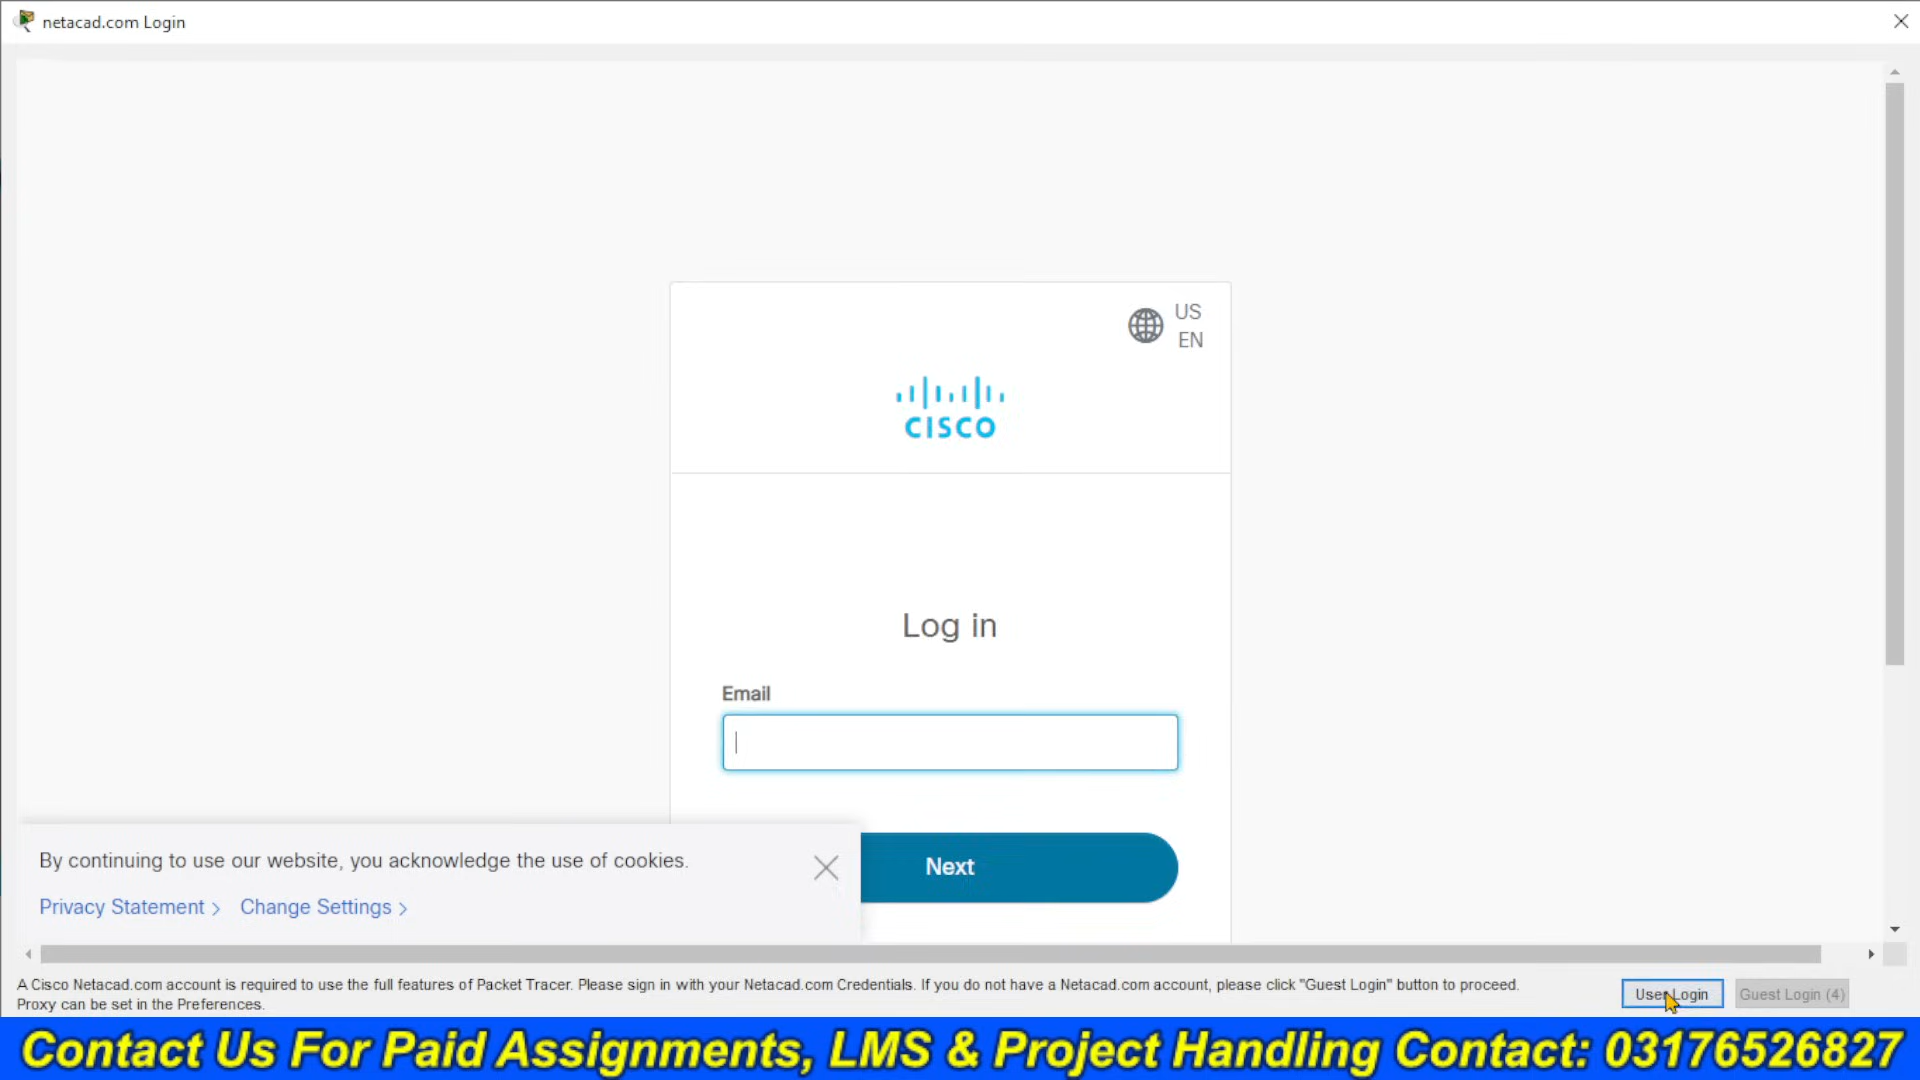 netacad.com Login
US
EN
CISCO
Log in
Email
Next
By continuing to use our website, you acknowledge the use of cookies.
Privacy Statement > Change Settings >
A Cisco Netacad.com account is required to use the full features of Packet Tracer. Please sign in with your Netacad.com Credentials. If you do not have a Netacad.com account, please click "Guest Login" button to proceed.
Proxy can be set in the Preferences.
User Login
Guest Login (4)
Contact Us For Paid Assignments, LMS & Project Handling Contact: 03176526827